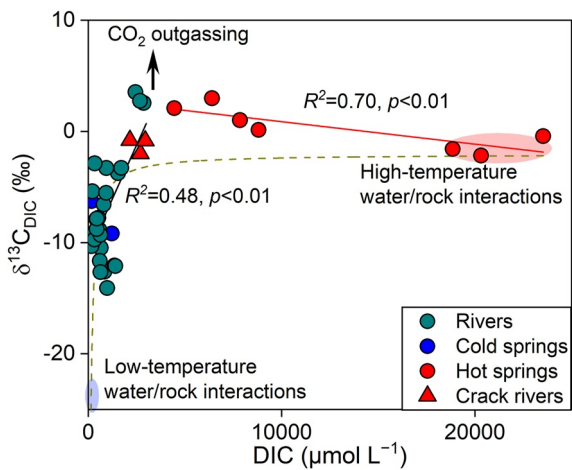 10
0
-10
-20
δ¹³C_DIC (‰)
CO₂ outgassing
R²=0.70, p<0.01
High-temperature
water/rock interactions
R²=0.48, p<0.01
Low-temperature
water/rock interactions
Rivers
Cold springs
Hot springs
Crack rivers
0 10000 20000
DIC (μmol L⁻¹)